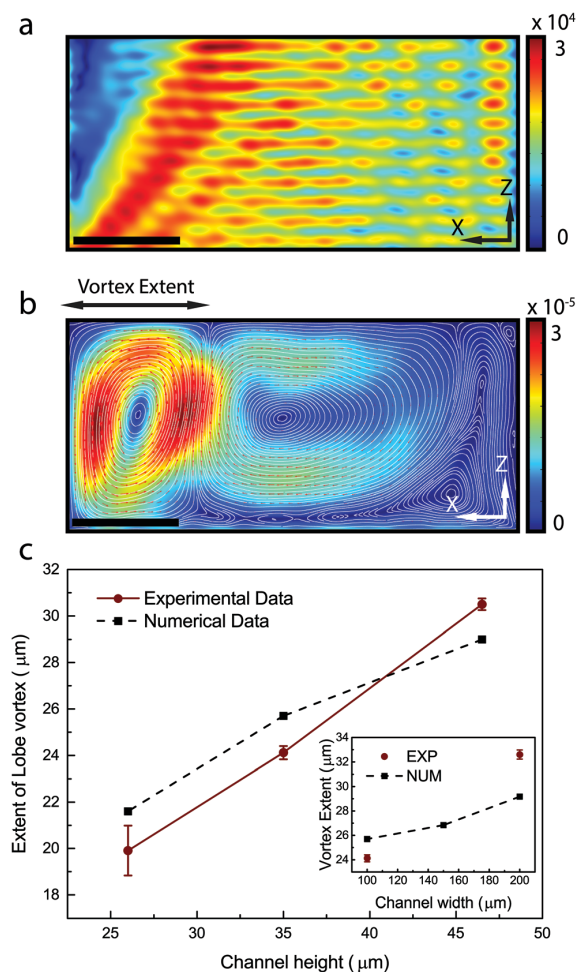 a
x 10⁴
3
0
X
Z
Vortex Extent
b
x 10⁻⁵
3
0
X
Z
c
32
30
28
26
24
22
20
18
Extent of Lobe vortex ( μm)
Experimental Data
Numerical Data
34
32
30
28
26
24
Vortex Extent (μm)
EXP
NUM
100 120 140 160 180 200
Channel width (μm)
25 30 35 40 45 50
Channel height ( μm)